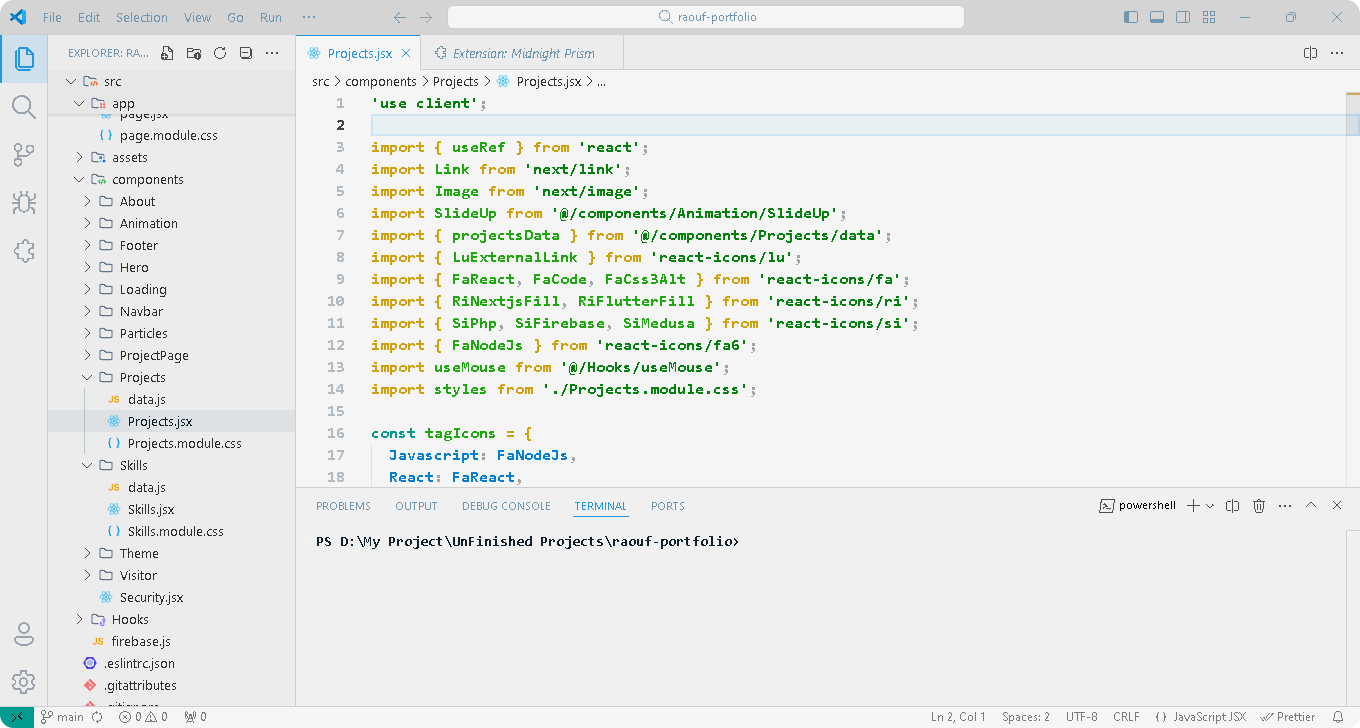 File Edit Selection View Go Run ··· raouf-portfolio
EXPLORER: RA... ···
src
app
page.jsx
page.module.css
assets
components
About
Animation
Footer
Hero
Loading
Navbar
Particles
ProjectPage
Projects
JS data.js
Projects.jsx
{ } Projects.module.css
Skills
JS data.js
Skills.jsx
{ } Skills.module.css
Theme
Visitor
Security.jsx
Hooks
JS firebase.js
.eslintrc.json
.gitattributes
.gitignore
Projects.jsx Extension: Midnight Prism
src > components > Projects > Projects.jsx > ...
1 'use client';
2
3 import { useRef } from 'react';
4 import Link from 'next/link';
5 import Image from 'next/image';
6 import SlideUp from '@/components/Animation/SlideUp';
7 import { projectsData } from '@/components/Projects/data';
8 import { LuExternalLink } from 'react-icons/lu';
9 import { FaReact, FaCode, FaCss3Alt } from 'react-icons/fa';
10 import { RiNextjsFill, RiFlutterFill } from 'react-icons/ri';
11 import { SiPhp, SiFirebase, SiMedusa } from 'react-icons/si';
12 import { FaNodeJs } from 'react-icons/fa6';
13 import useMouse from '@/Hooks/useMouse';
14 import styles from './Projects.module.css';
15
16 const tagIcons = {
17 Javascript: FaNodeJs,
18 React: FaReact,
PROBLEMS OUTPUT DEBUG CONSOLE TERMINAL PORTS powershell
PS D:\My Project\UnFinished Projects\raouf-portfolio>
main 0 0 0 Ln 2, Col 1 Spaces: 2 UTF-8 CRLF { } JavaScript JSX Prettier